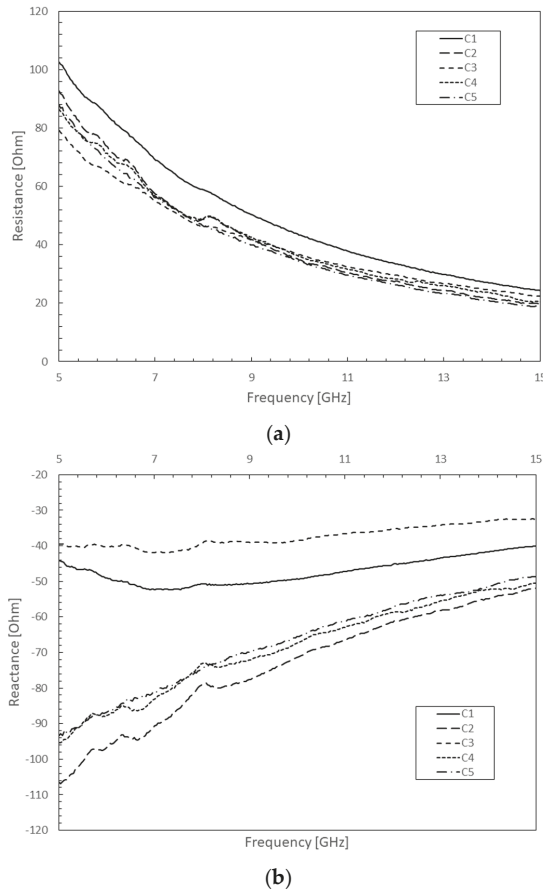 120
100
80
60
40
20
0
Resistance [Ohm]
C1
C2
C3
C4
C5
5 7 9 11 13 15
Frequency [GHz]
(a)
5 7 9 11 13 15
-20
-30
-40
-50
-60
-70
-80
-90
-100
-110
-120
Reactance [Ohm]
C1
C2
C3
C4
C5
Frequency [GHz]
(b)